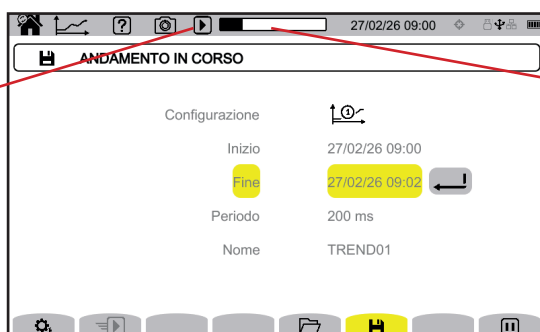 27/02/26 09:00
ANDAMENTO IN CORSO
Configurazione 1
Inizio 27/02/26 09:00
Fine 27/02/26 09:02
Periodo 200 ms
Nome TREND01